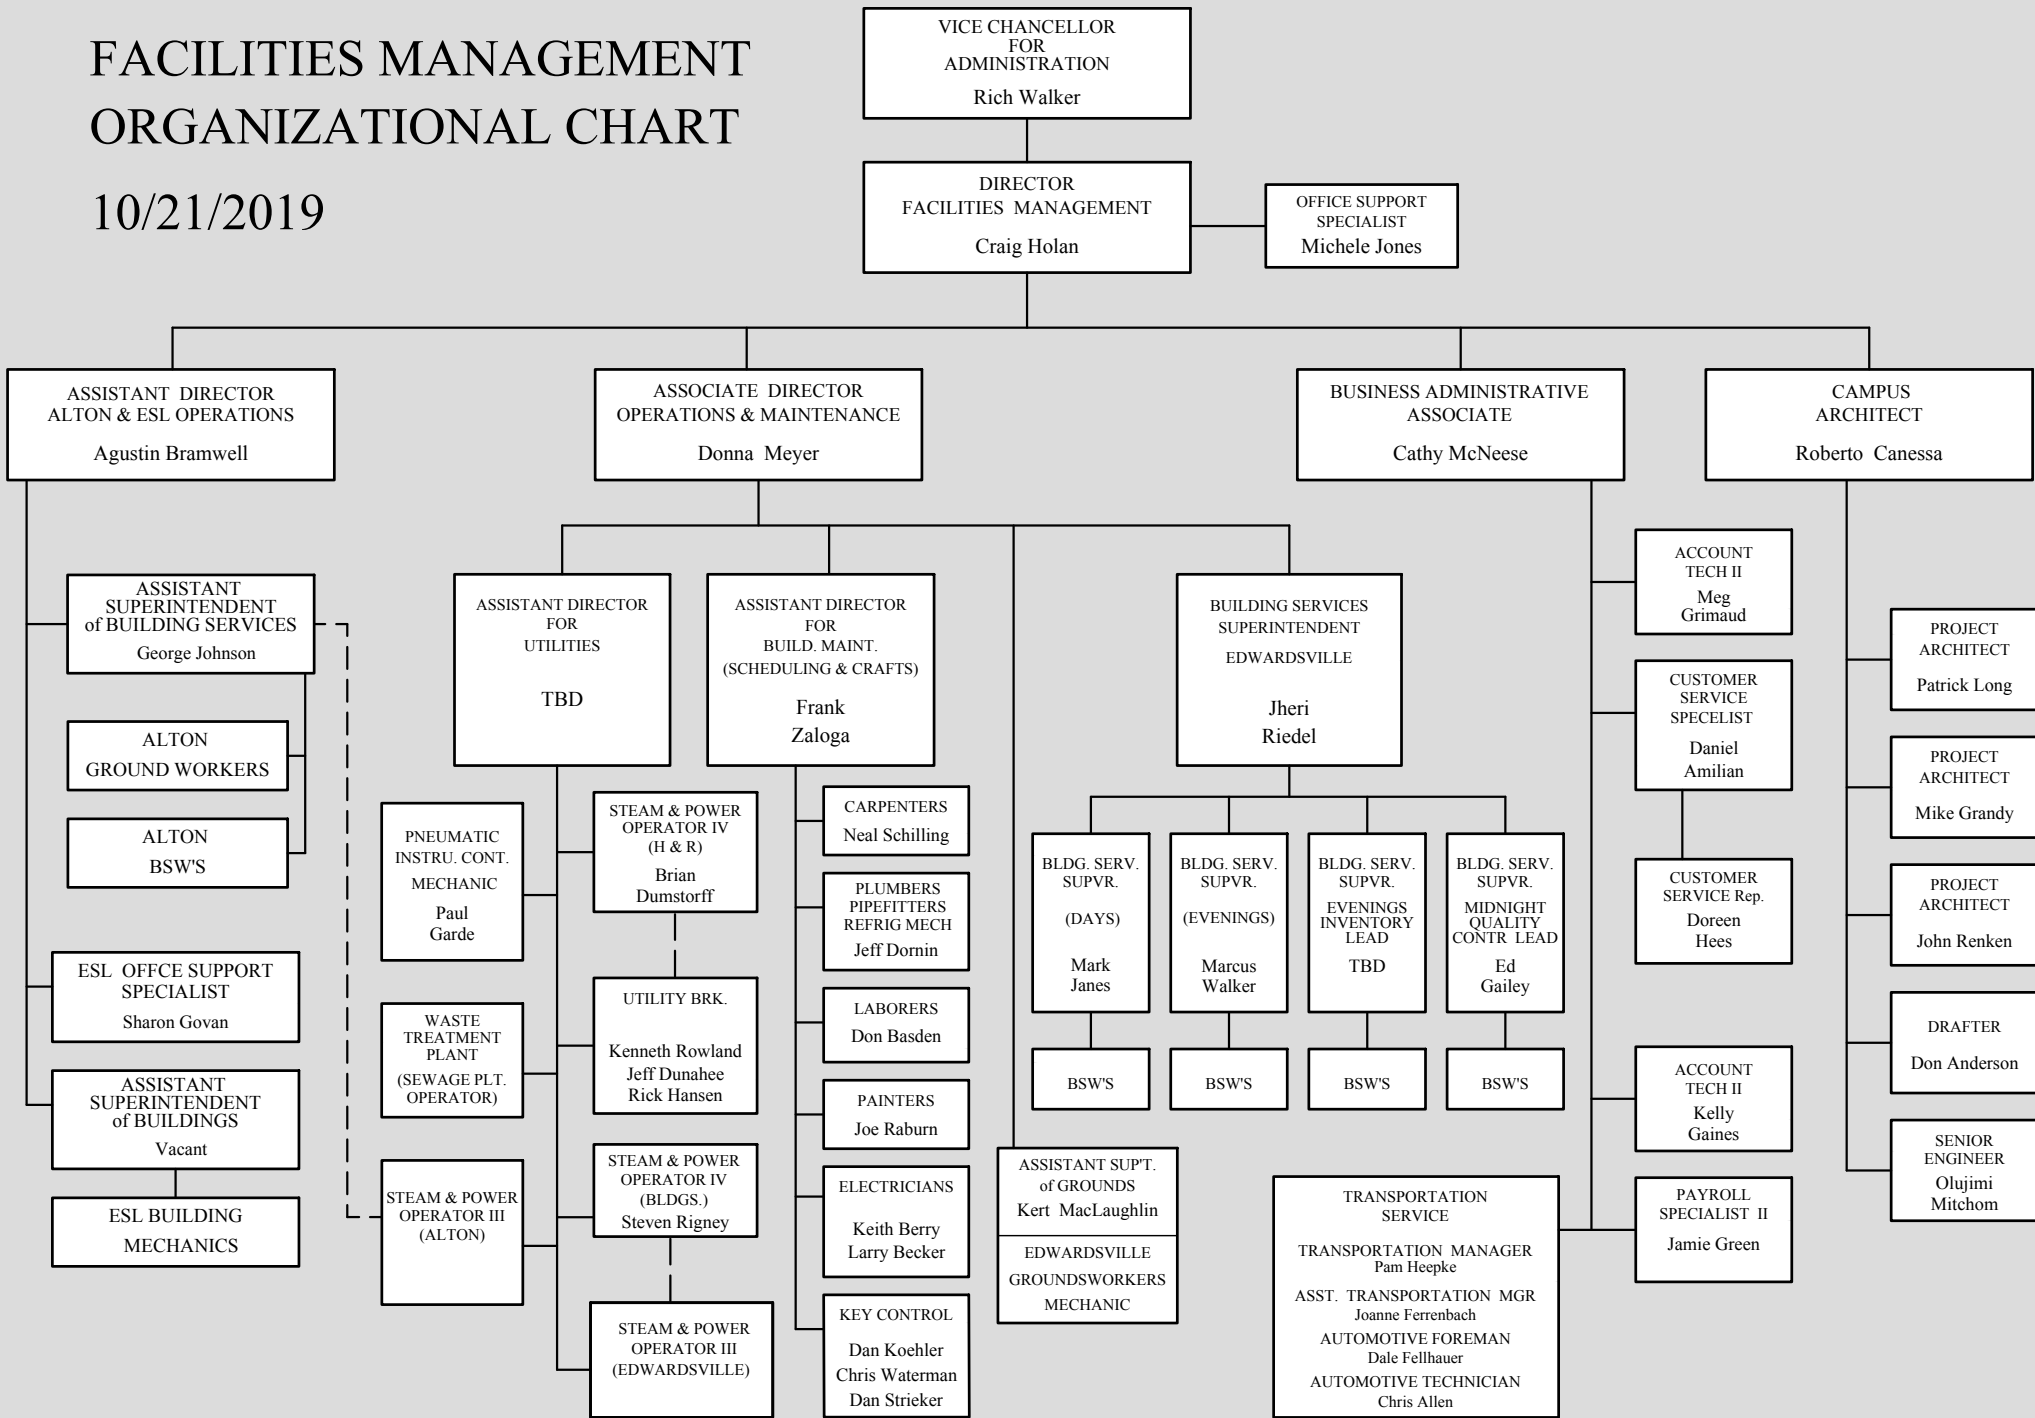 FACILITIES MANAGEMENT
ORGANIZATIONAL CHART
10/21/2019
VICE CHANCELLOR
FOR
ADMINISTRATION
Rich Walker
DIRECTOR
FACILITIES MANAGEMENT
Craig Holan
OFFICE SUPPORT
SPECIALIST
Michele Jones
ASSISTANT DIRECTOR
ALTON & ESL OPERATIONS
Agustin Bramwell
ASSOCIATE DIRECTOR
OPERATIONS & MAINTENANCE
Donna Meyer
BUSINESS ADMINISTRATIVE
ASSOCIATE
Cathy McNeese
CAMPUS
ARCHITECT
Roberto Canessa
ASSISTANT
SUPERINTENDENT
of BUILDING SERVICES
George Johnson
ALTON
GROUND WORKERS
ALTON
BSW'S
ESL OFFCE SUPPORT
SPECIALIST
Sharon Govan
ASSISTANT
SUPERINTENDENT
of BUILDINGS
Vacant
ESL BUILDING
MECHANICS
ASSISTANT DIRECTOR
FOR
UTILITIES
TBD
PNEUMATIC
INSTRU. CONT.
MECHANIC
Paul
Garde
WASTE
TREATMENT
PLANT
(SEWAGE PLT.
OPERATOR)
STEAM & POWER
OPERATOR III
(ALTON)
STEAM & POWER
OPERATOR IV
(H & R)
Brian
Dumstorff
UTILITY BRK.
Kenneth Rowland
Jeff Dunahee
Rick Hansen
STEAM & POWER
OPERATOR IV
(BLDGS.)
Steven Rigney
STEAM & POWER
OPERATOR III
(EDWARDSVILLE)
ASSISTANT DIRECTOR
FOR
BUILD. MAINT.
(SCHEDULING & CRAFTS)
Frank
Zaloga
CARPENTERS
Neal Schilling
PLUMBERS
PIPEFITTERS
REFRIG MECH
Jeff Dornin
LABORERS
Don Basden
PAINTERS
Joe Raburn
ELECTRICIANS
Keith Berry
Larry Becker
KEY CONTROL
Dan Koehler
Chris Waterman
Dan Strieker
ASSISTANT SUP'T.
of GROUNDS
Kert MacLaughlin
EDWARDSVILLE
GROUNDSWORKERS
MECHANIC
BUILDING SERVICES
SUPERINTENDENT
EDWARDSVILLE
Jheri
Riedel
BLDG. SERV.
SUPVR.
(DAYS)
Mark
Janes
BSW'S
BLDG. SERV.
SUPVR.
(EVENINGS)
Marcus
Walker
BSW'S
BLDG. SERV.
SUPVR.
EVENINGS
INVENTORY
LEAD
TBD
BSW'S
BLDG. SERV.
SUPVR.
MIDNIGHT
QUALITY
CONTR LEAD
Ed
Gailey
BSW'S
ACCOUNT
TECH II
Meg
Grimaud
CUSTOMER
SERVICE
SPECELIST
Daniel
Amilian
CUSTOMER
SERVICE Rep.
Doreen
Hees
ACCOUNT
TECH II
Kelly
Gaines
PAYROLL
SPECIALIST II
Jamie Green
TRANSPORTATION
SERVICE
TRANSPORTATION MANAGER
Pam Heepke
ASST. TRANSPORTATION MGR
Joanne Ferrenbach
AUTOMOTIVE FOREMAN
Dale Fellhauer
AUTOMOTIVE TECHNICIAN
Chris Allen
PROJECT
ARCHITECT
Patrick Long
PROJECT
ARCHITECT
Mike Grandy
PROJECT
ARCHITECT
John Renken
DRAFTER
Don Anderson
SENIOR
ENGINEER
Olujimi
Mitchom